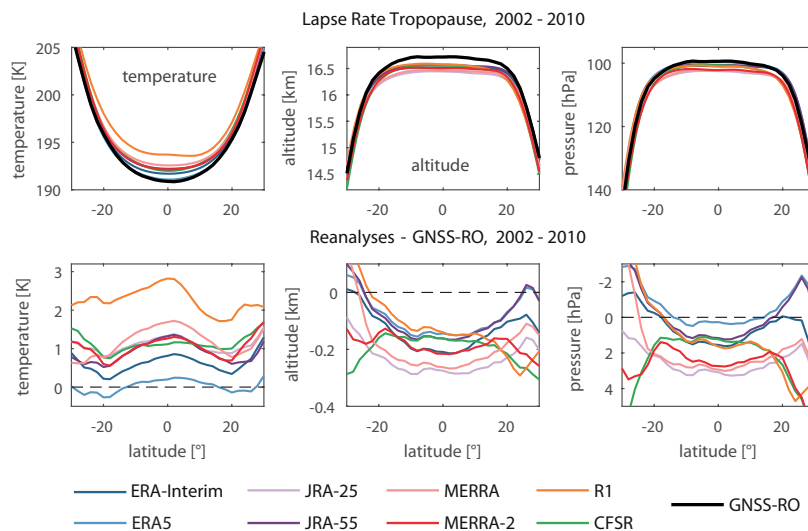 Lapse Rate Tropopause, 2002 - 2010
temperature [K]
205
200
195
190
temperature
-20
0
20
altitude [km]
16.5
16
15.5
15
14.5
altitude
-20
0
20
pressure [hPa]
100
120
140
-20
0
20
Reanalyses - GNSS-RO, 2002 - 2010
temperature [K]
3
2
1
0
-20
0
20
latitude [°]
altitude [km]
0
-0.2
-0.4
-20
0
20
latitude [°]
pressure [hPa]
-2
0
2
4
-20
0
20
latitude [°]
ERA-Interim
JRA-25
MERRA
R1
GNSS-RO
ERA5
JRA-55
MERRA-2
CFSR